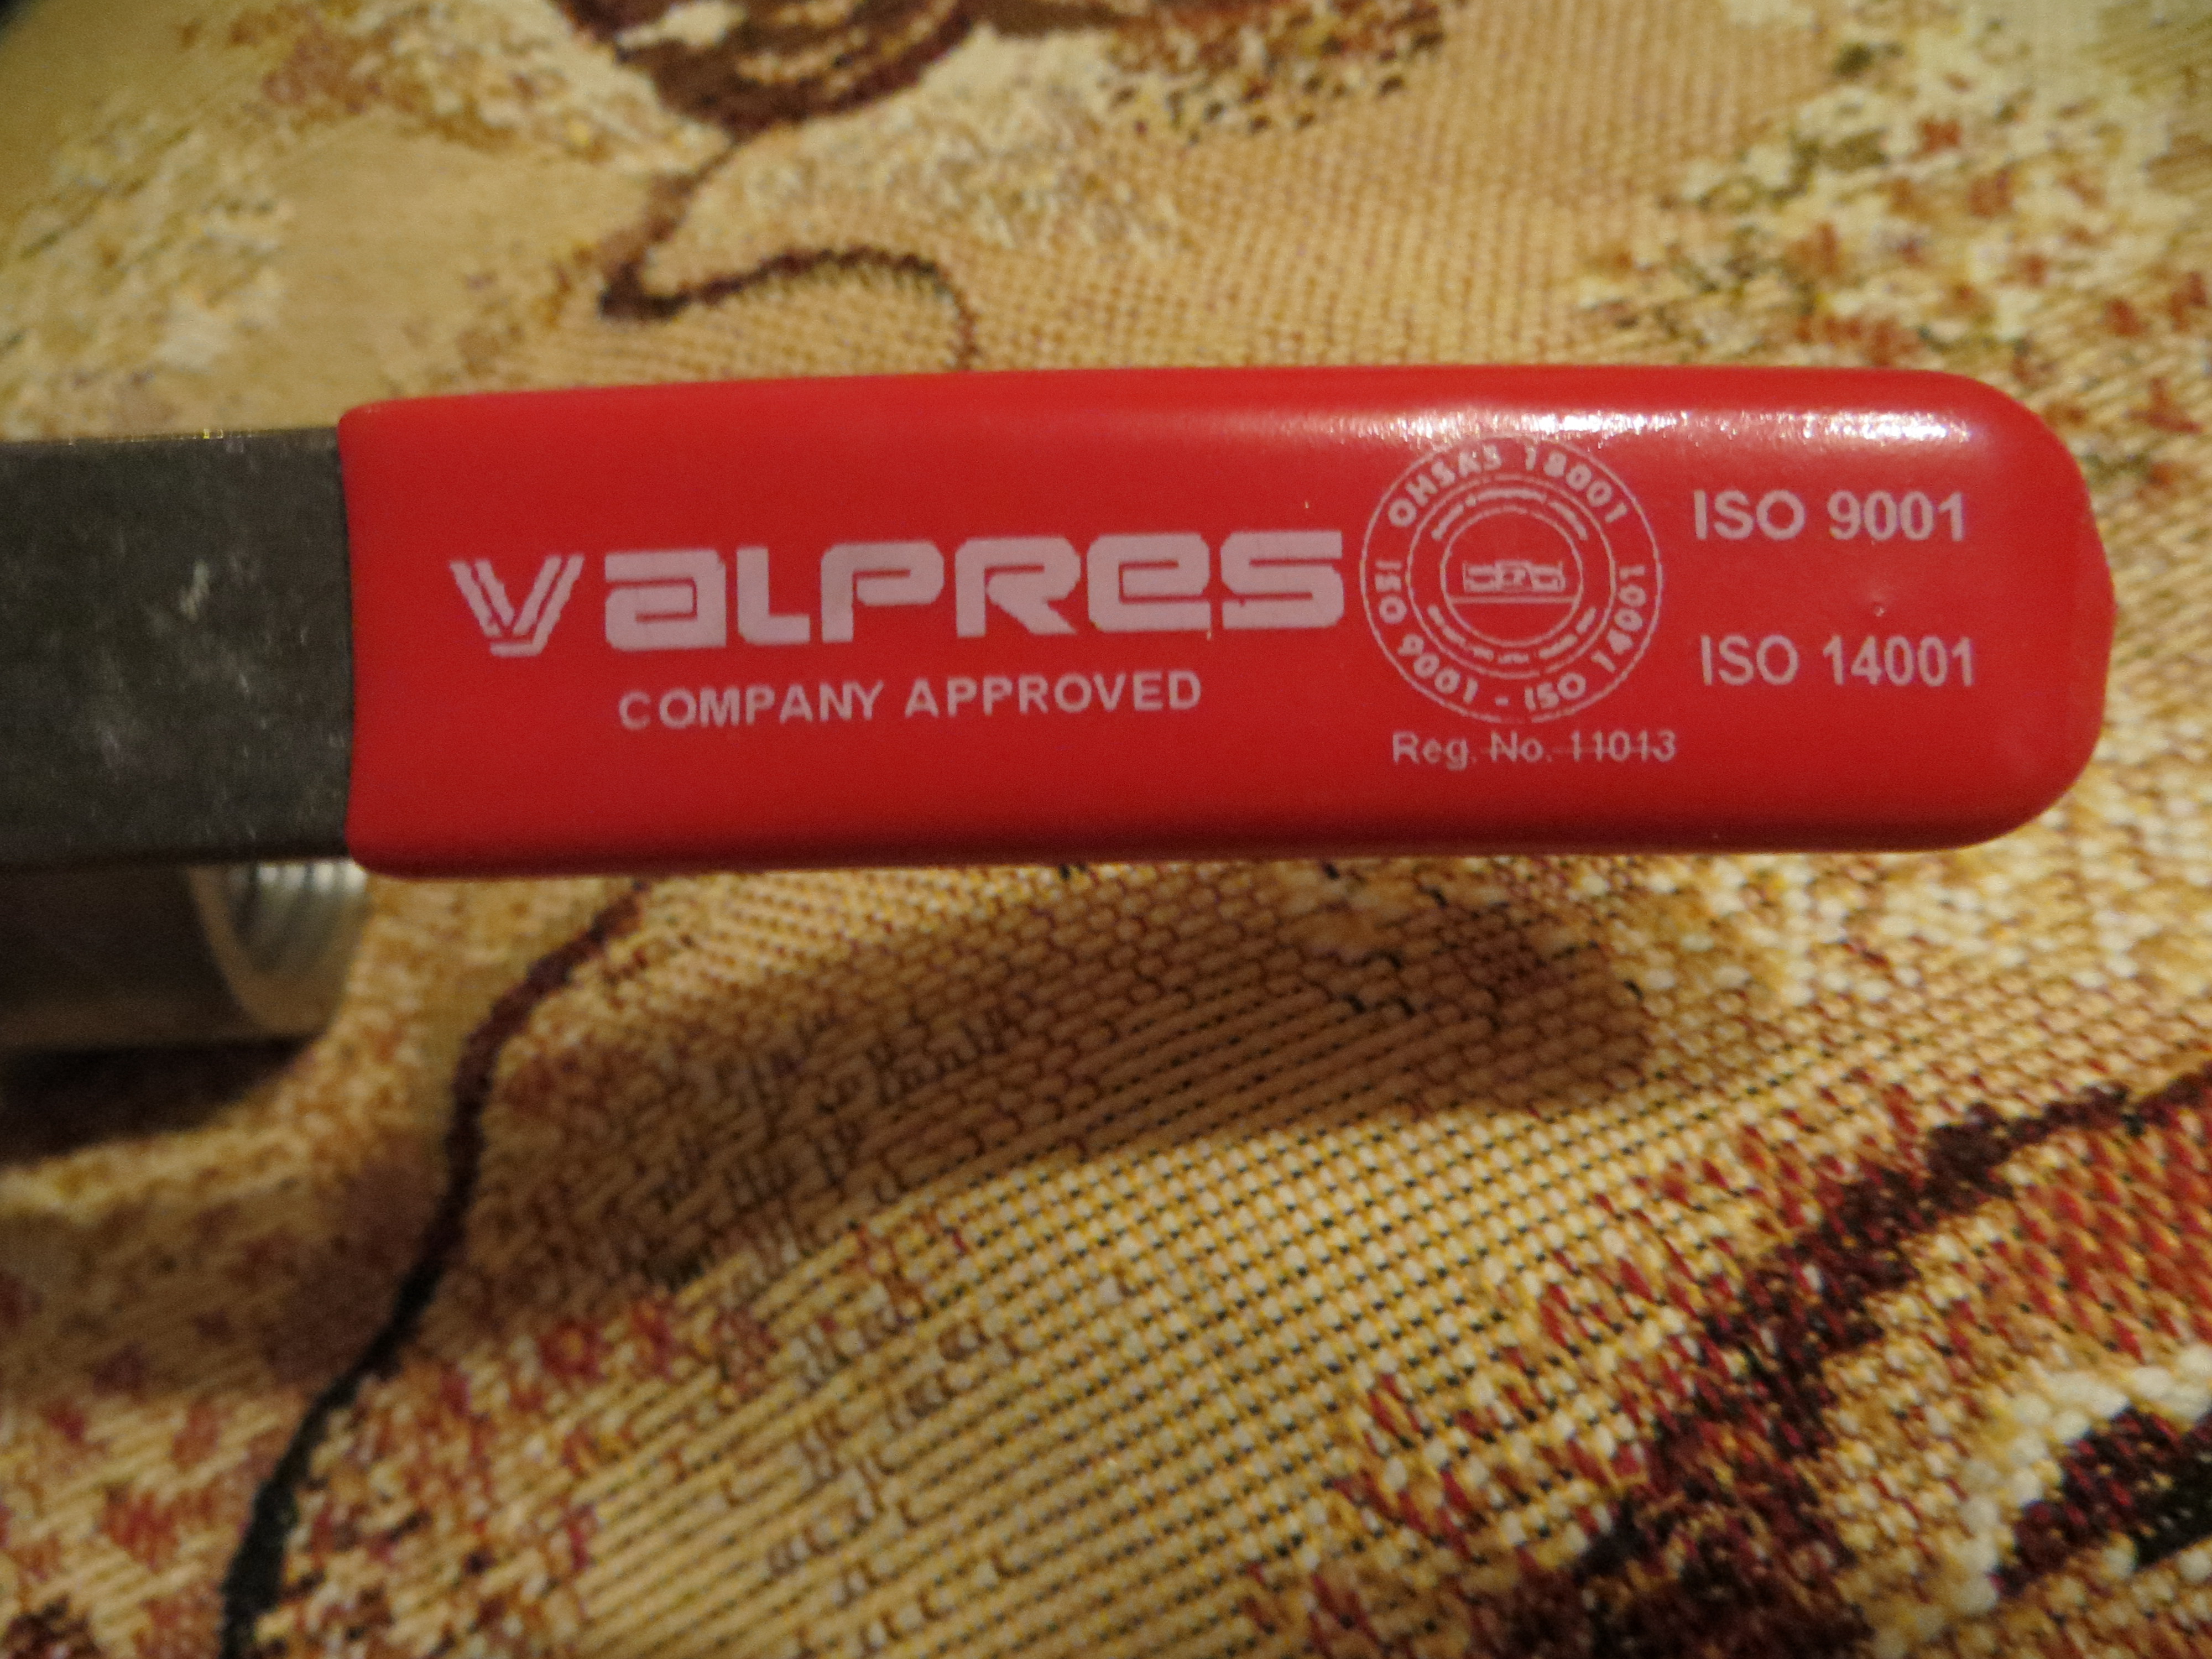 VALPRES
COMPANY APPROVED
OHSAS 18001
ISO 9001 - ISO 14001
Reg. No. 11013
ISO 9001
ISO 14001